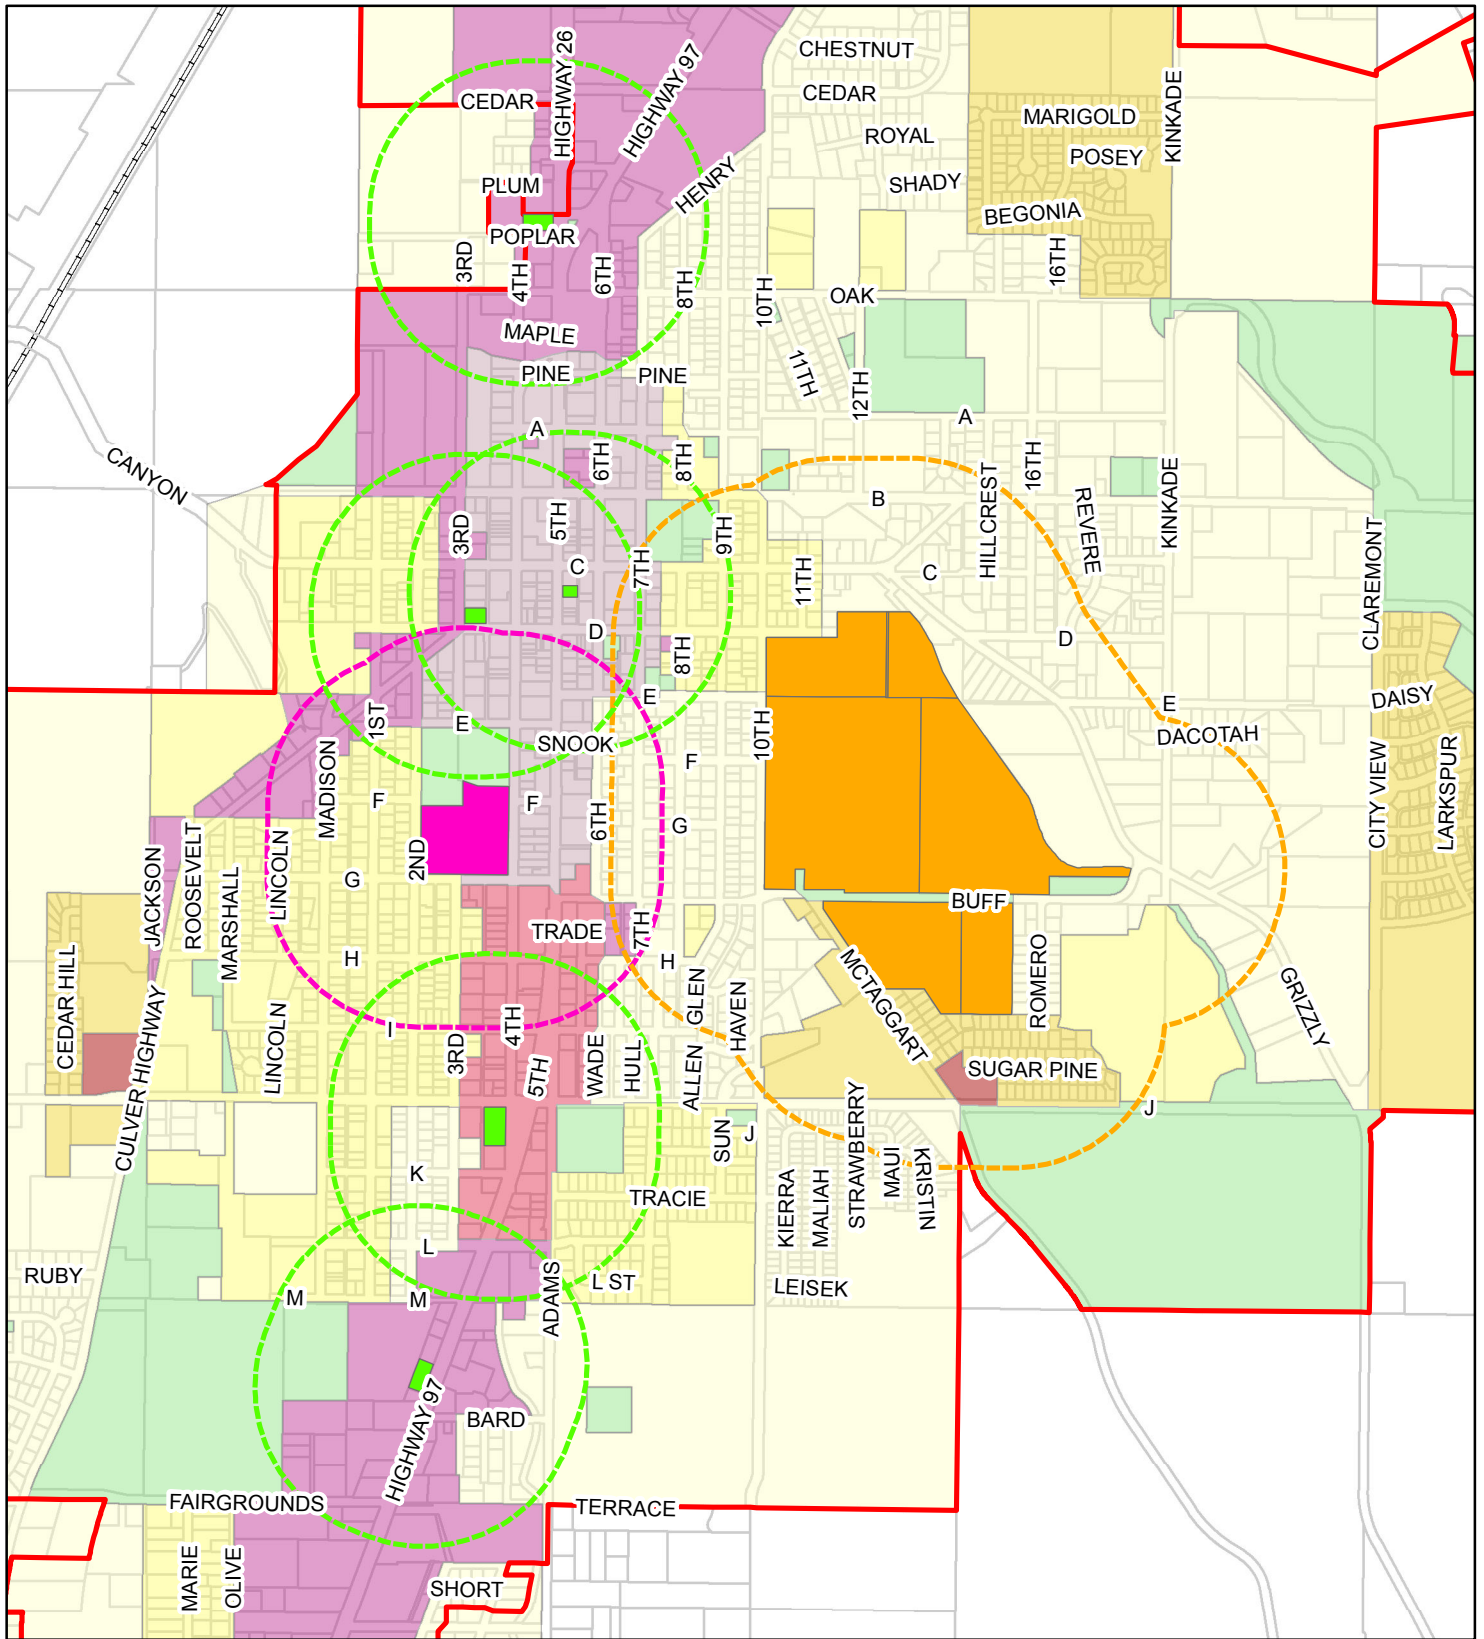 CHESTNUT
HIGHWAY 26
HIGHWAY 97
CEDAR
CEDAR
KINKADE
MARIGOLD
ROYAL
POSEY
PLUM
HENRY
SHADY
BEGONIA
POPLAR
3RD
4TH
6TH
8TH
10TH
OAK
16TH
MAPLE
PINE
PINE
11TH
12TH
A
A
CANYON
6TH
8TH
16TH
HILLCREST
B
KINKADE
REVERE
3RD
5TH
9TH
C
7TH
11TH
C
CLAREMONT
D
8TH
D
E
E
DAISY
1ST
E
SNOOK
10TH
DACOTAH
F
MADISON
F
F
CITY VIEW
LARKSPUR
6TH
G
2ND
G
JACKSON
ROOSEVELT
MARSHALL
LINCOLN
BUFF
TRADE
7TH
H
H
CEDAR HILL
GLEN
HAVEN
MCTAGGART
ROMERO
GRIZZLY
I
4TH
3RD
LINCOLN
CULVER HIGHWAY
5TH
WADE
HULL
ALLEN
SUGAR PINE
J
SUN
J
STRAWBERRY
K
MAUI
KRISTIN
TRACIE
KIERRA
MALIAH
L
RUBY
L ST
LEISEK
M
M
ADAMS
HIGHWAY 97
BARD
FAIRGROUNDS
TERRACE
MARIE
OLIVE
SHORT